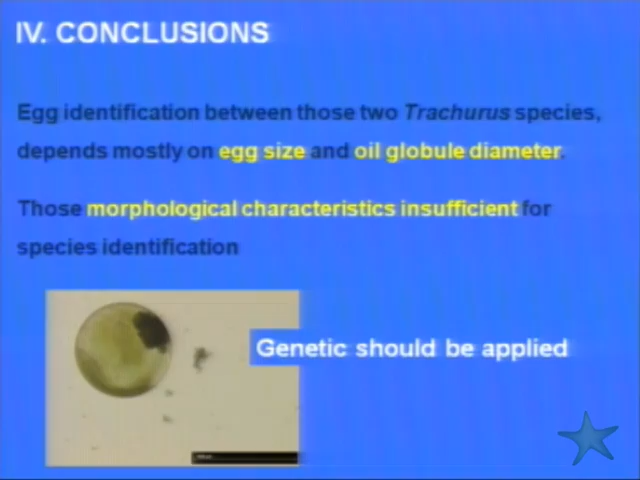 IV. CONCLUSIONS
Egg identification between those two Trachurus species,
depends mostly on egg size and oil globule diameter.
Those morphological characteristics insufficient for
species identification
Genetic should be applied